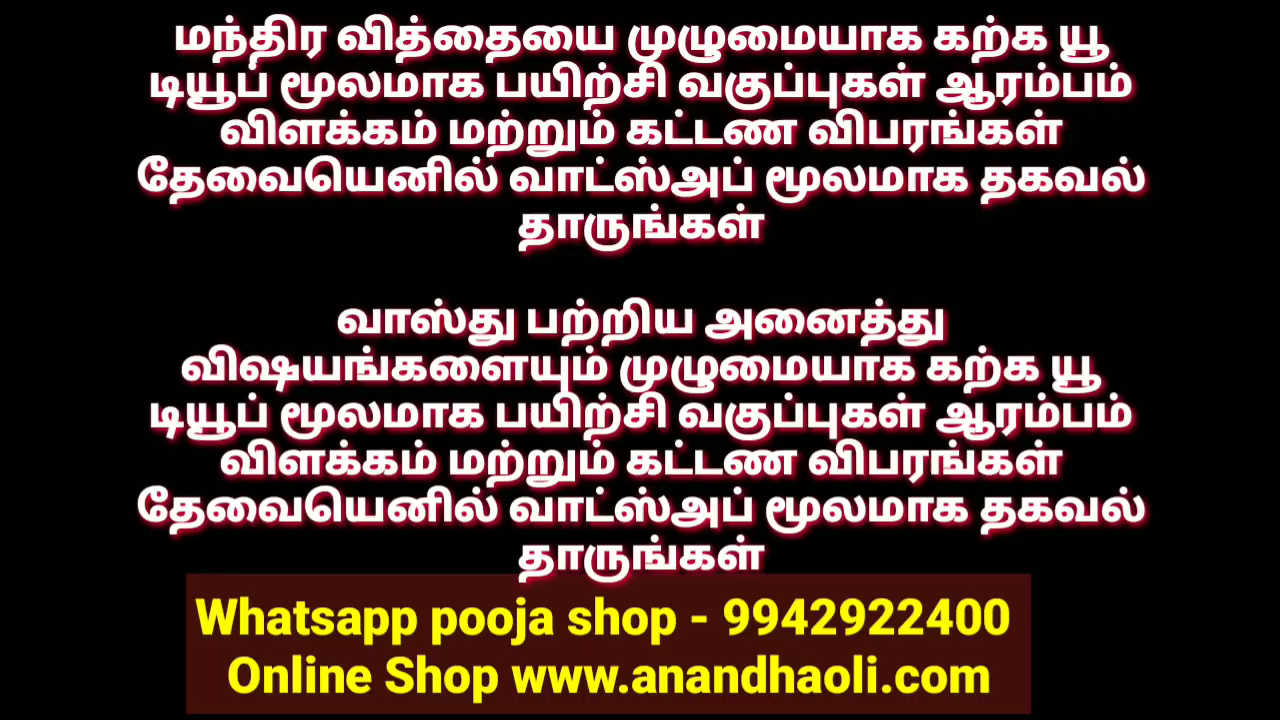 மந்திர வித்தையை முழுமையாக கற்க யூ
டியூப் மூலமாக பயிற்சி வகுப்புகள் ஆரம்பம்
விளக்கம் மற்றும் கட்டண விபரங்கள்
தேவையெனில் வாட்ஸ்அப் மூலமாக தகவல்
தாருங்கள்
வாஸ்து பற்றிய அனைத்து
விஷயங்களையும் முழுமையாக கற்க யூ
டியூப் மூலமாக பயிற்சி வகுப்புகள் ஆரம்பம்
விளக்கம் மற்றும் கட்டண விபரங்கள்
தேவையெனில் வாட்ஸ்அப் மூலமாக தகவல்
தாருங்கள்
Whatsapp pooja shop - 9942922400
Online Shop www.anandhaoli.com